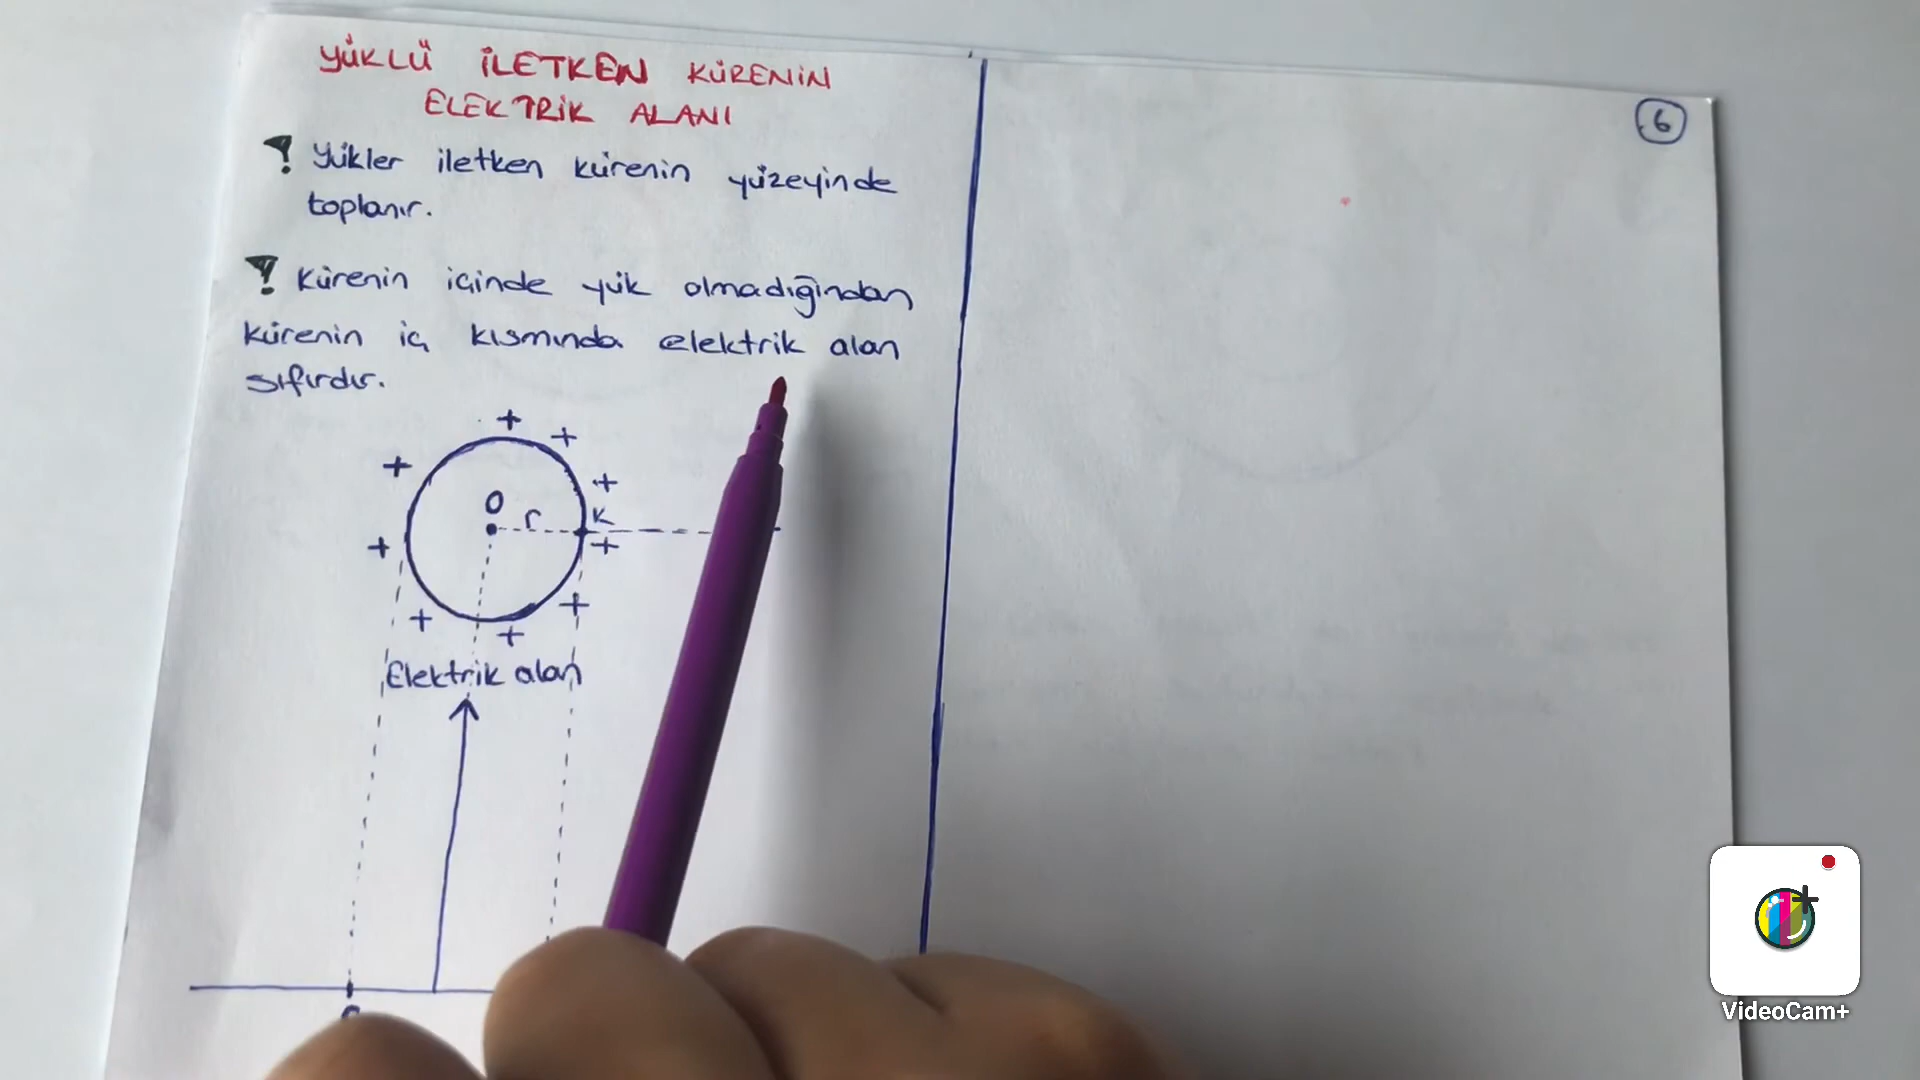 YÜKLÜ İLETKEN KÜRENİN
ELEKTRİK ALANI
6
! Yükler iletken kürenin yüzeyinde
toplanır.
! Kürenin içinde yük olmadığından
kürenin iç kısmında elektrik alan
sıfırdır.
+ +
+ +
O r K
+ +
+ + +
Elektrik alan
VideoCam+